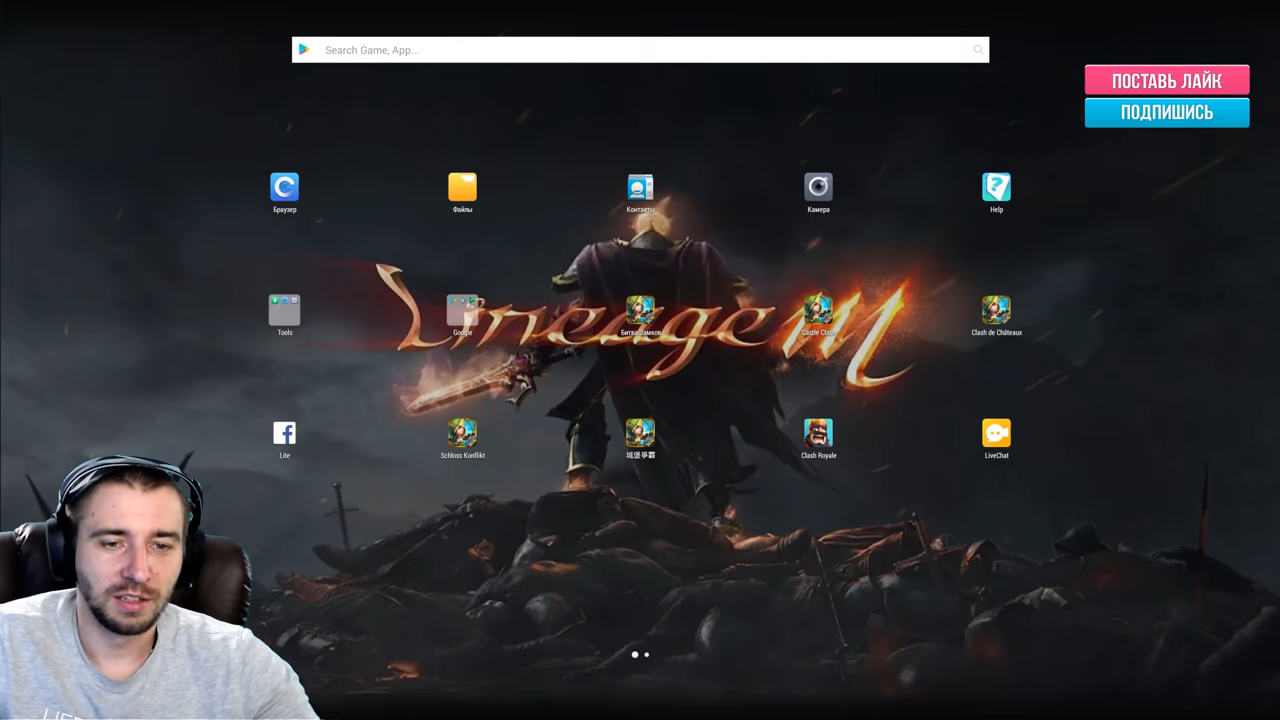 Search Game, App...
ПОСТАВЬ ЛАЙК
ПОДПИШИСЬ
Браузер
Файлы
Контакты
Камера
Help
Tools
Google
Битва Замков
Castle Clash
Clash de Châteaux
LineageM
Lite
Schloss Konflikt
城堡爭霸
Clash Royale
LiveChat